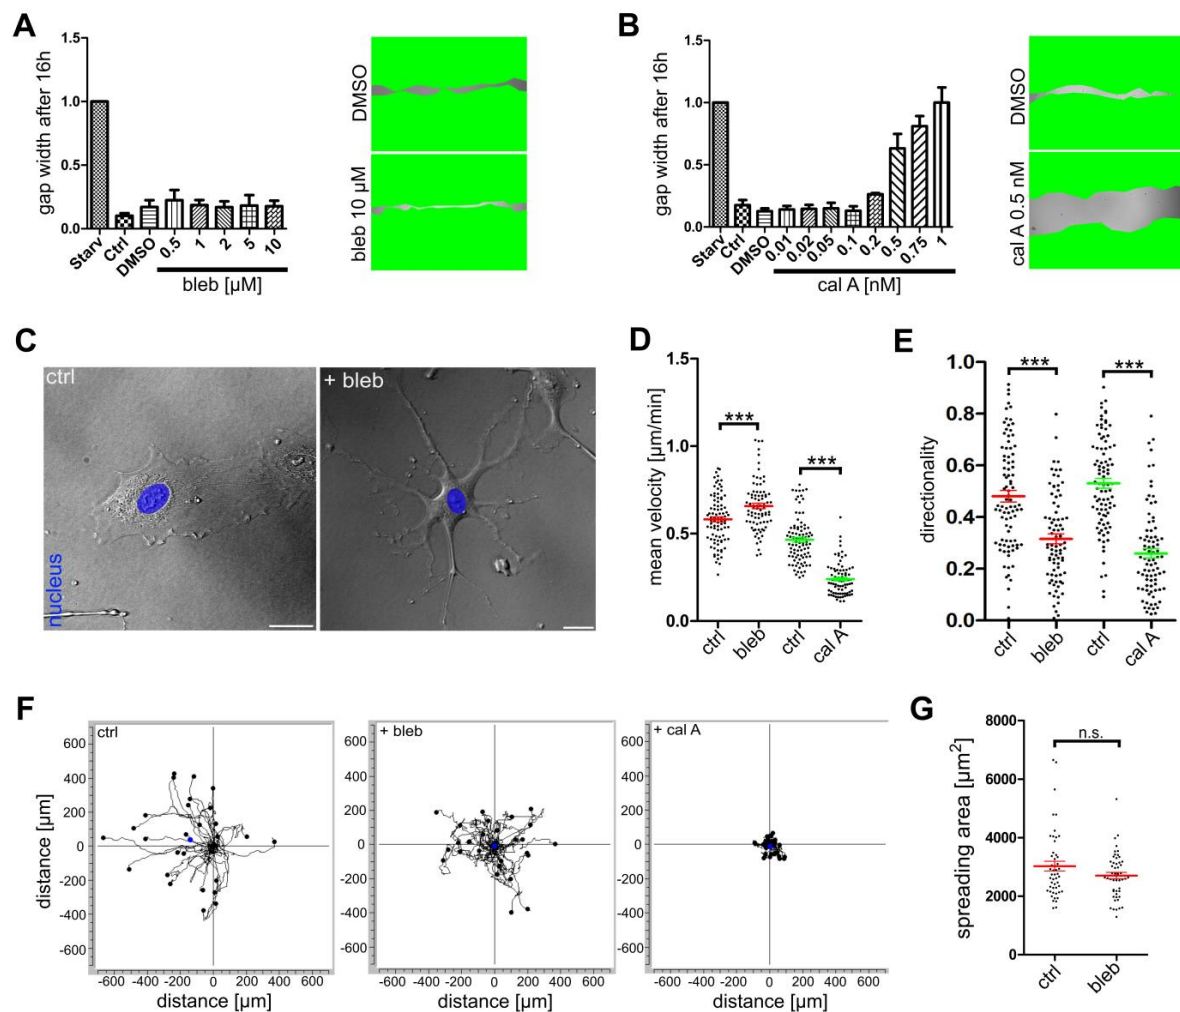 A
gap width after 16h
1.5
1.0
0.5
0.0
Starv
Ctrl
DMSO
0.5
1
2
5
10
bleb [µM]
DMSO
bleb 10 µM
B
gap width after 16h
1.5
1.0
0.5
0.0
Starv
Ctrl
DMSO
0.01
0.02
0.05
0.1
0.2
0.5
0.75
1
cal A [nM]
DMSO
cal A 0.5 nM
C
ctrl
nucleus
+ bleb
D
mean velocity [µm/min]
1.5
1.0
0.5
0.0
***
***
ctrl
bleb
ctrl
cal A
E
directionality
1.0
0.8
0.6
0.4
0.2
0.0
***
***
ctrl
bleb
ctrl
cal A
F
distance [µm]
ctrl
600
400
200
0
-200
-400
-600
-600 -400 -200 0 200 400 600
distance [µm]
+ bleb
600
400
200
0
-200
-400
-600
-600 -400 -200 0 200 400 600
distance [µm]
+ cal A
600
400
200
0
-200
-400
-600
-600 -400 -200 0 200 400 600
distance [µm]
G
spreading area [µm²]
8000
6000
4000
2000
0
n.s.
ctrl
bleb